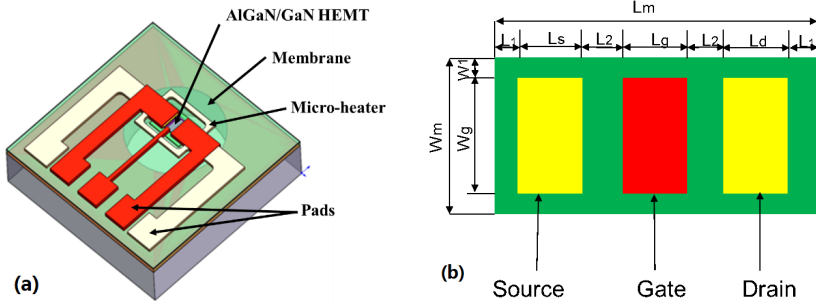 AlGaN/GaN HEMT
Membrane
Micro-heater
Pads
(a)
Lm
L1 Ls L2 Lg L2 Ld L1
W1
Wg
Wm
(b)
Source Gate Drain